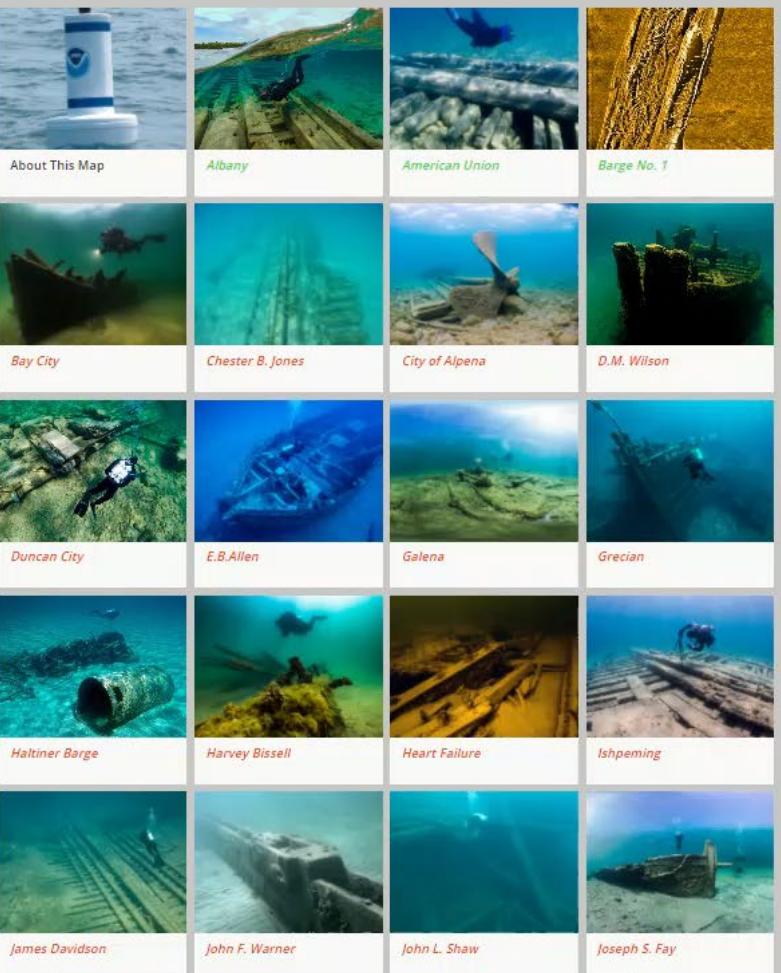 About This Map
Albany
American Union
Barge No. 1
Bay City
Chester B. Jones
City of Alpena
D.M. Wilson
Duncan City
E.B.Allen
Galena
Grecian
Haltiner Barge
Harvey Bissell
Heart Failure
Ishpeming
James Davidson
John F. Warner
John L. Shaw
Joseph S. Fay